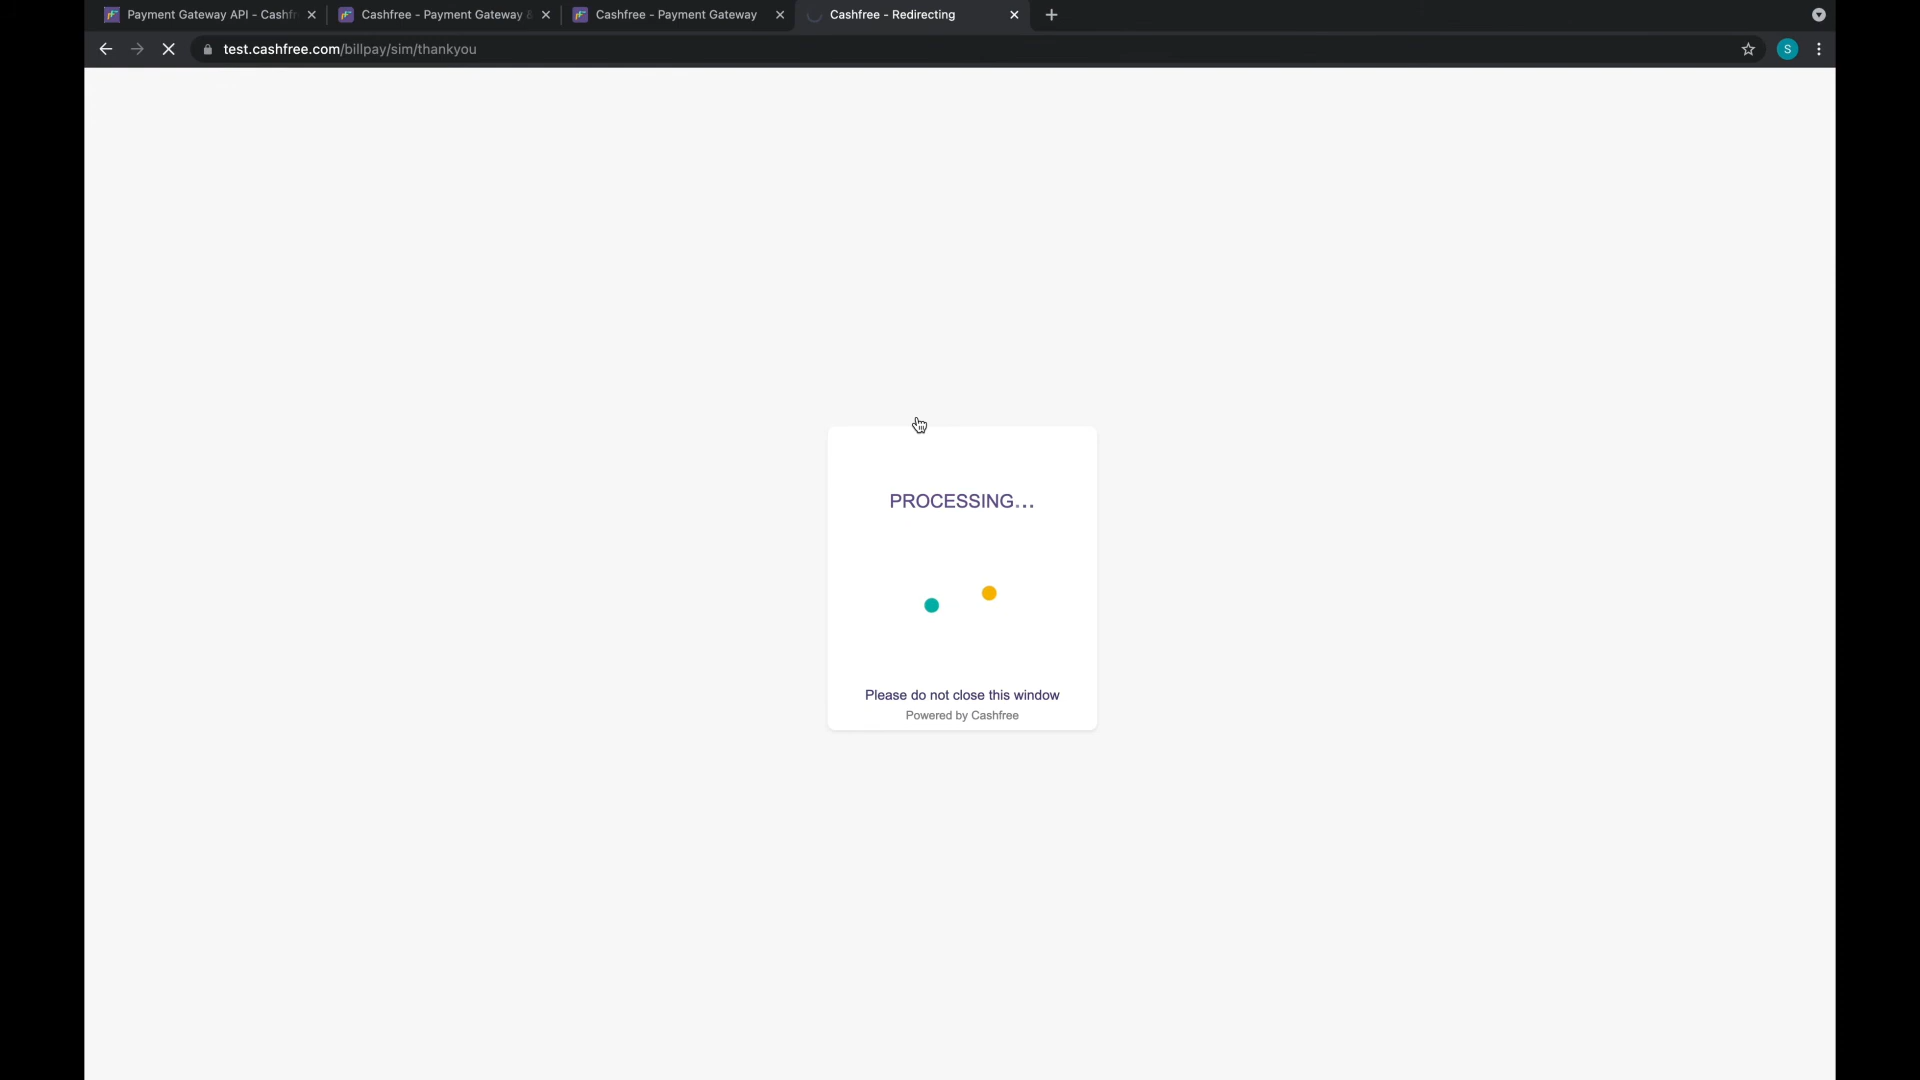 Payment Gateway API - Cashfr
Cashfree - Payment Gateway &
Cashfree - Payment Gateway
Cashfree - Redirecting
test.cashfree.com/billpay/sim/thankyou
S
PROCESSING...
Please do not close this window
Powered by Cashfree